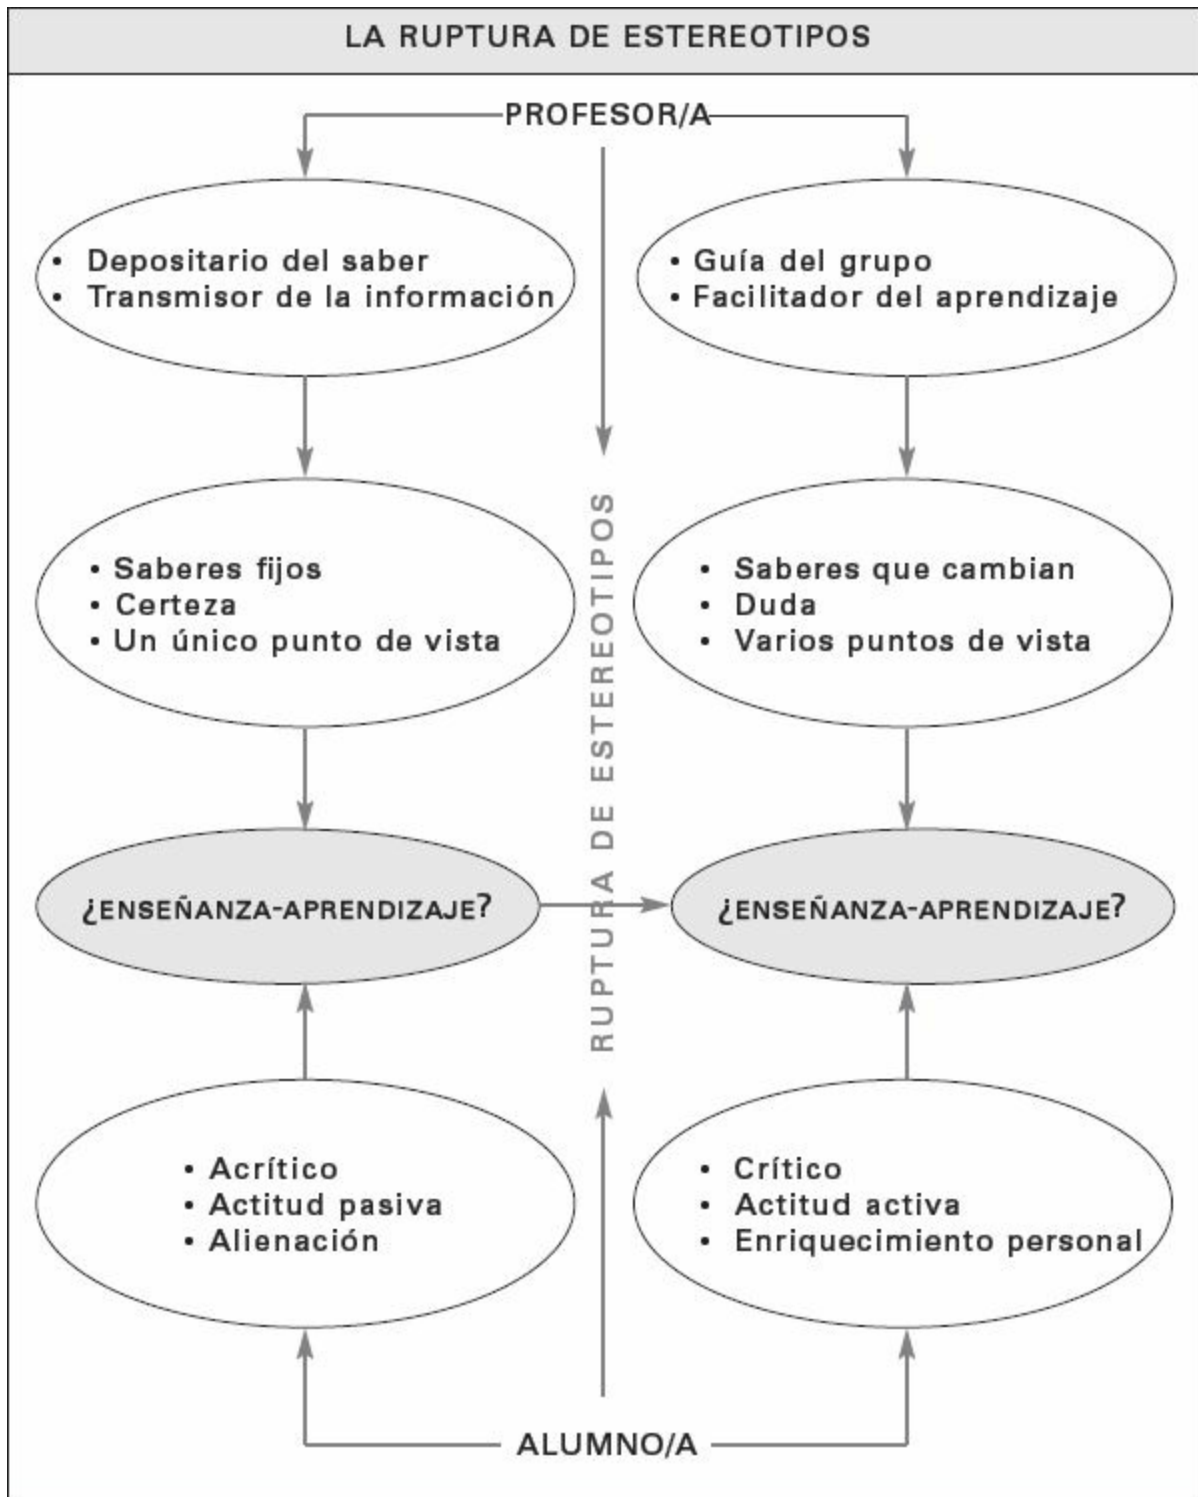 LA RUPTURA DE ESTEREOTIPOS
PROFESOR/A
• Depositario del saber
• Transmisor de la información
• Guía del grupo
• Facilitador del aprendizaje
• Saberes fijos
• Certeza
• Un único punto de vista
• Saberes que cambian
• Duda
• Varios puntos de vista
RUPTURA DE ESTEREOTIPOS
¿ENSEÑANZA-APRENDIZAJE?
¿ENSEÑANZA-APRENDIZAJE?
• Acrítico
• Actitud pasiva
• Alienación
• Crítico
• Actitud activa
• Enriquecimiento personal
ALUMNO/A